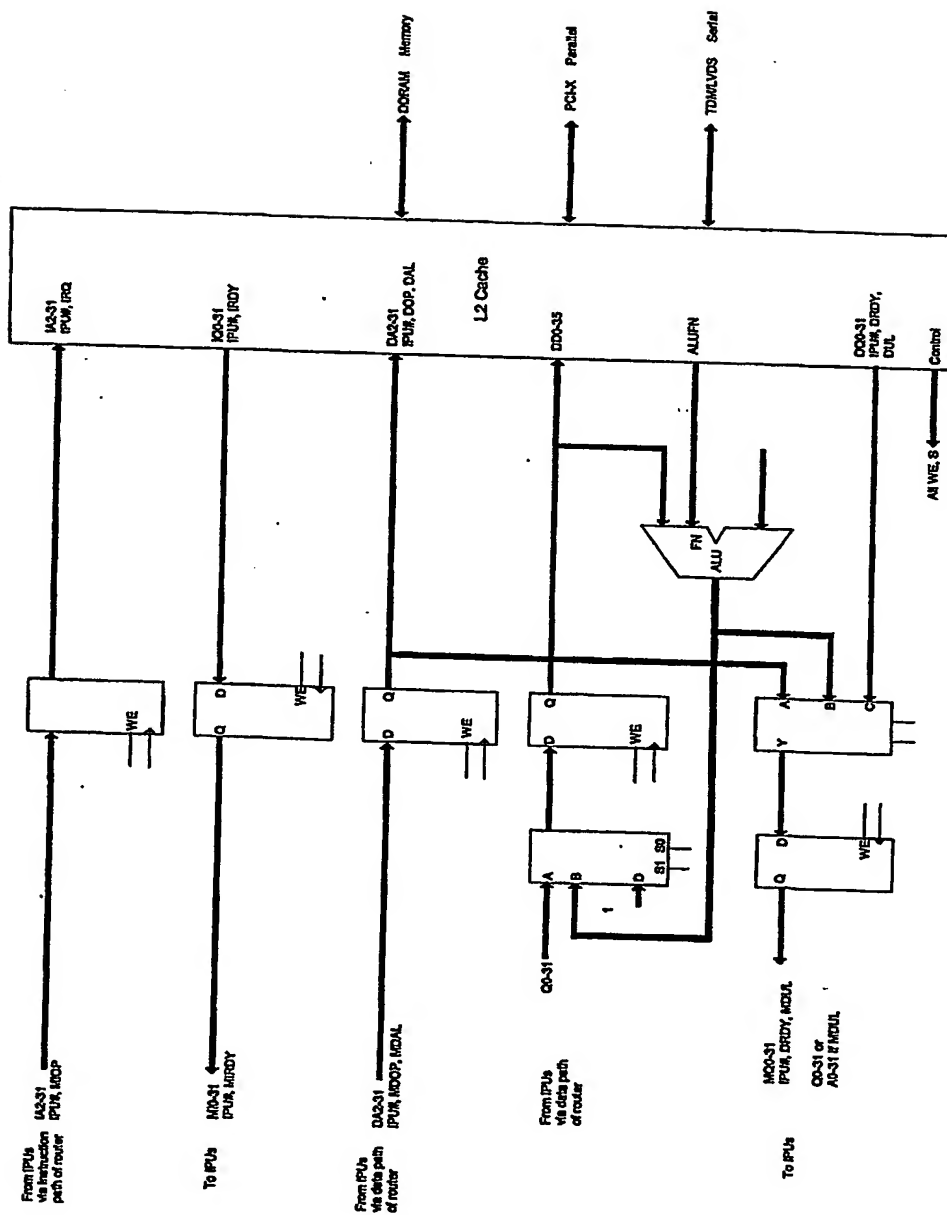 From IPUs
via instruction
path of router
IA2-31
IPU#, MIOP
WE
IA2-31
IPU#, IRQ
To IPUs
MI0-31
IPU#, MIRDY
Q
D
WE
IQ0-31
IPU#, IRDY
From IPUs
via data path
of router
DA2-31
IPU#, MDOP, MDAL
D
Q
WE
DA2-31
IPU#, DOP, DAL
L2 Cache
DDRAM Memory
PCI-X Parallel
TDM/LVDS Serial
From IPUs
via data path
of router
Q0-31
A
B
1
D
S1
S0
D
Q
WE
DD0-35
FN
ALU
ALUFN
To IPUs
MQ0-31
IPU#, DRDY, MDUL
Q0-31 or
A0-31 if MDUL
Q
D
WE
Y
A
B
C
DQ0-31
IPU#, DRDY,
DUL
All WE, S
Control